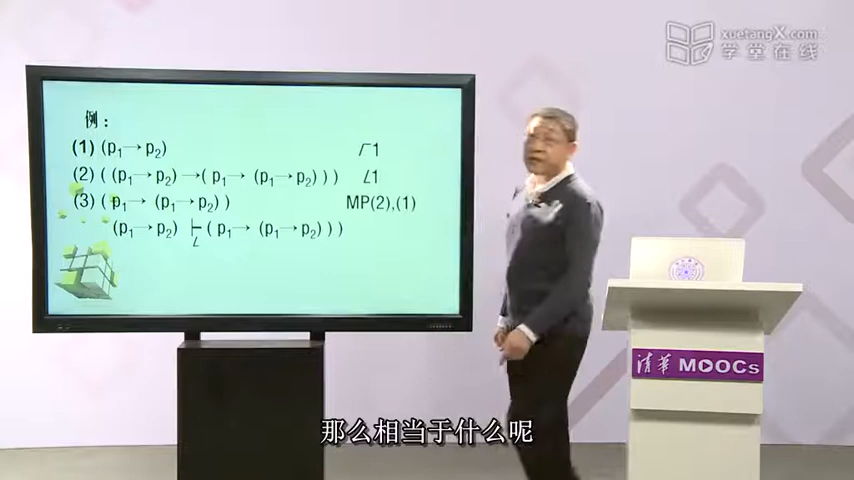 xuetangX.com
学堂在线
例：
(1) (p₁→p₂) Γ1
(2) ( (p₁→p₂) →( p₁→ (p₁→p₂) ) ) L1
(3) ( p₁→ (p₁→p₂) ) MP(2),(1)
(p₁→p₂) ⊢L ( p₁→ (p₁→p₂) ) )
清華 MOOCs
那么相当于什么呢